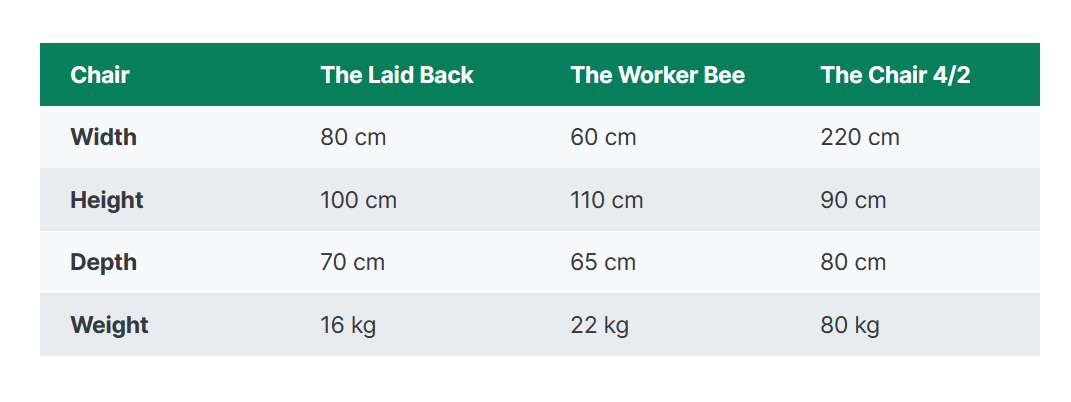 Chair The Laid Back The Worker Bee The Chair 4/2
Width 80 cm 60 cm 220 cm
Height 100 cm 110 cm 90 cm
Depth 70 cm 65 cm 80 cm
Weight 16 kg 22 kg 80 kg